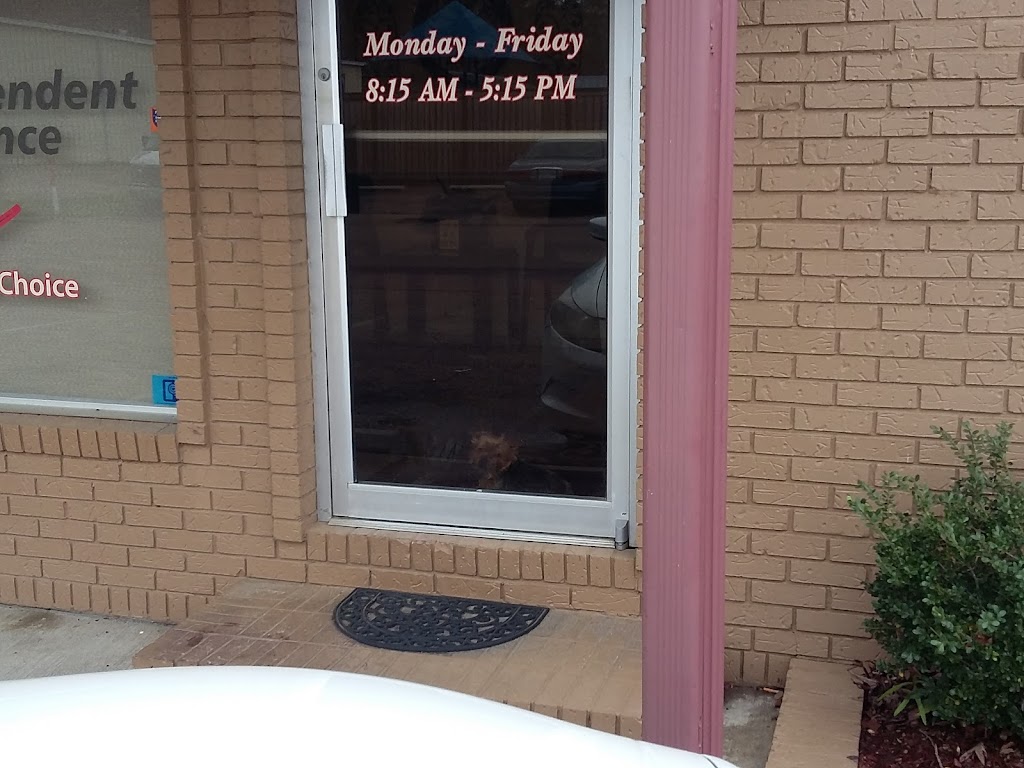 endent
nce
Choice
Monday - Friday
8:15 AM - 5:15 PM